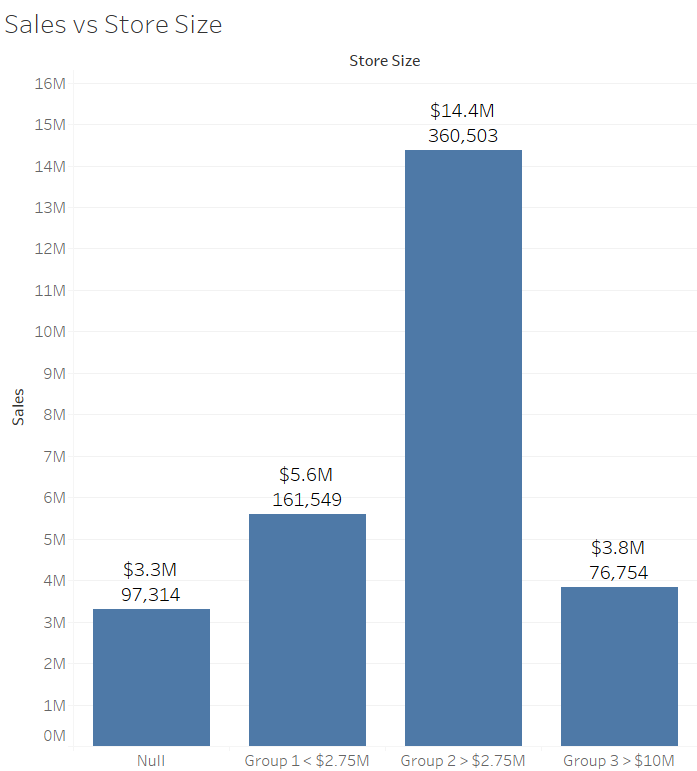 Sales vs Store Size
Store Size
16M
15M
14M
13M
12M
11M
10M
9M
8M
7M
6M
5M
4M
3M
2M
1M
0M
Sales
$3.3M
97,314
$5.6M
161,549
$14.4M
360,503
$3.8M
76,754
Null
Group 1 < $2.75M
Group 2 > $2.75M
Group 3 > $10M